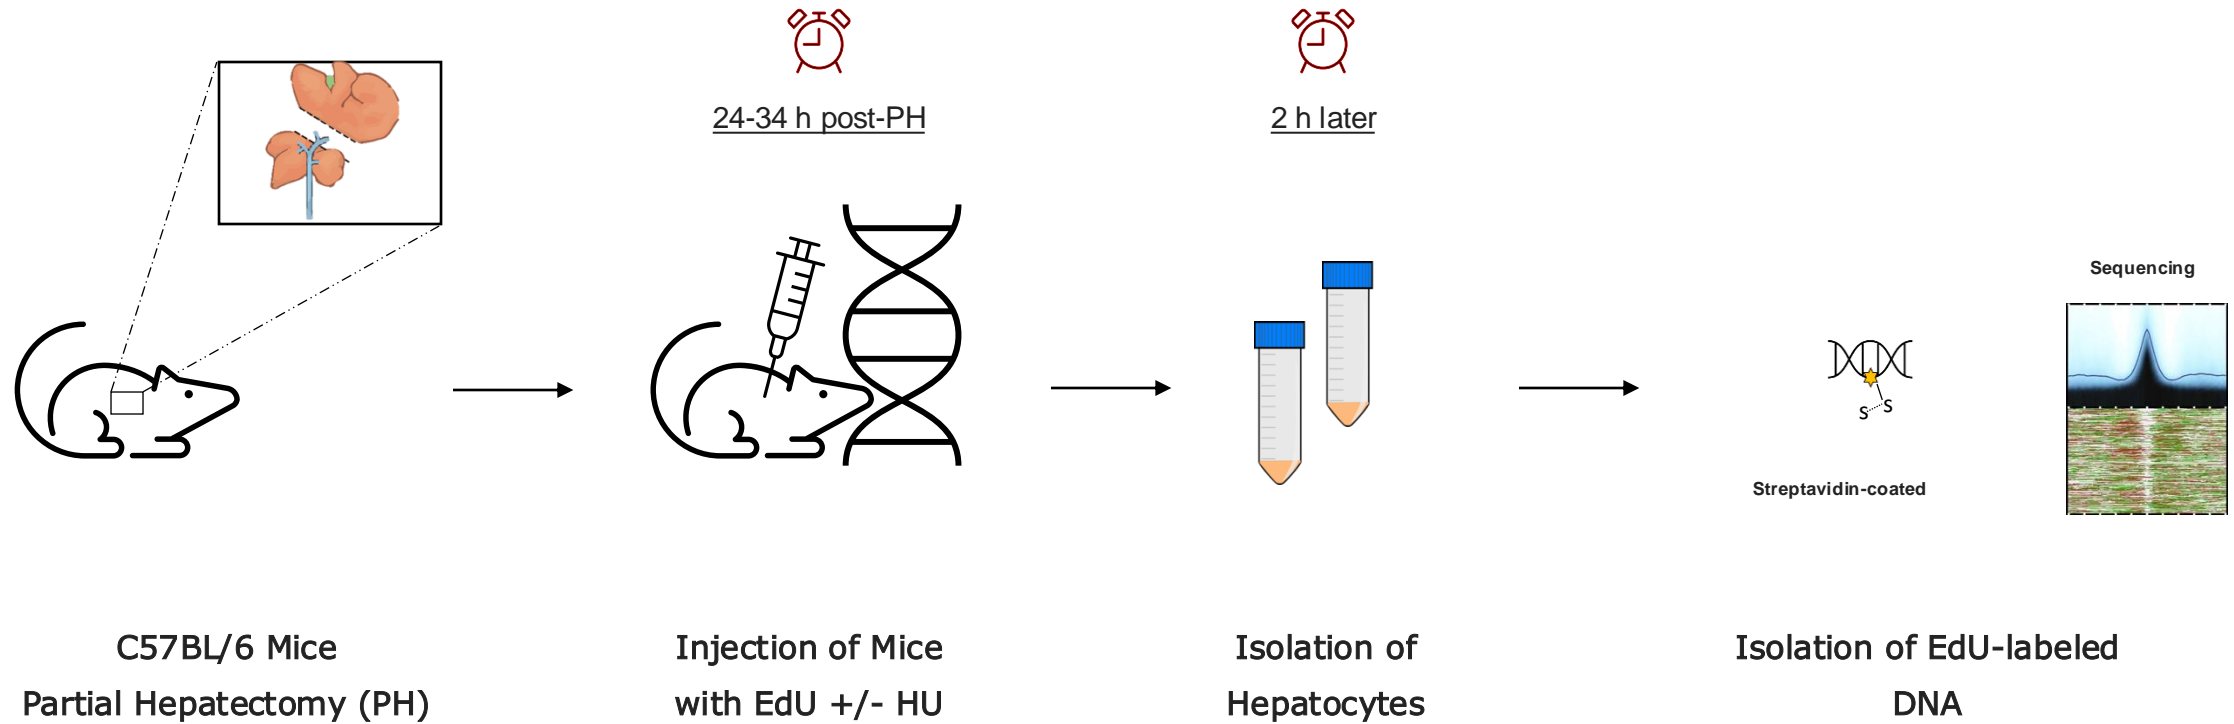 24-34 h post-PH
2 h later
Sequencing
S S
Streptavidin-coated
C57BL/6 Mice
Partial Hepatectomy (PH)
Injection of Mice
with EdU +/- HU
Isolation of
Hepatocytes
Isolation of EdU-labeled
DNA